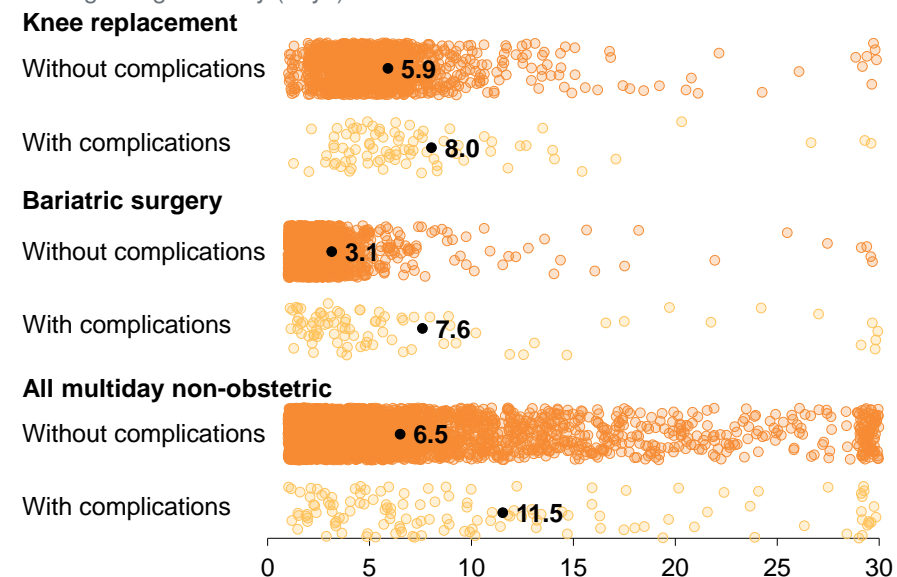 Knee replacement
Without complications 5.9
With complications 8.0
Bariatric surgery
Without complications 3.1
With complications 7.6
All multiday non-obstetric
Without complications 6.5
With complications 11.5
0 5 10 15 20 25 30